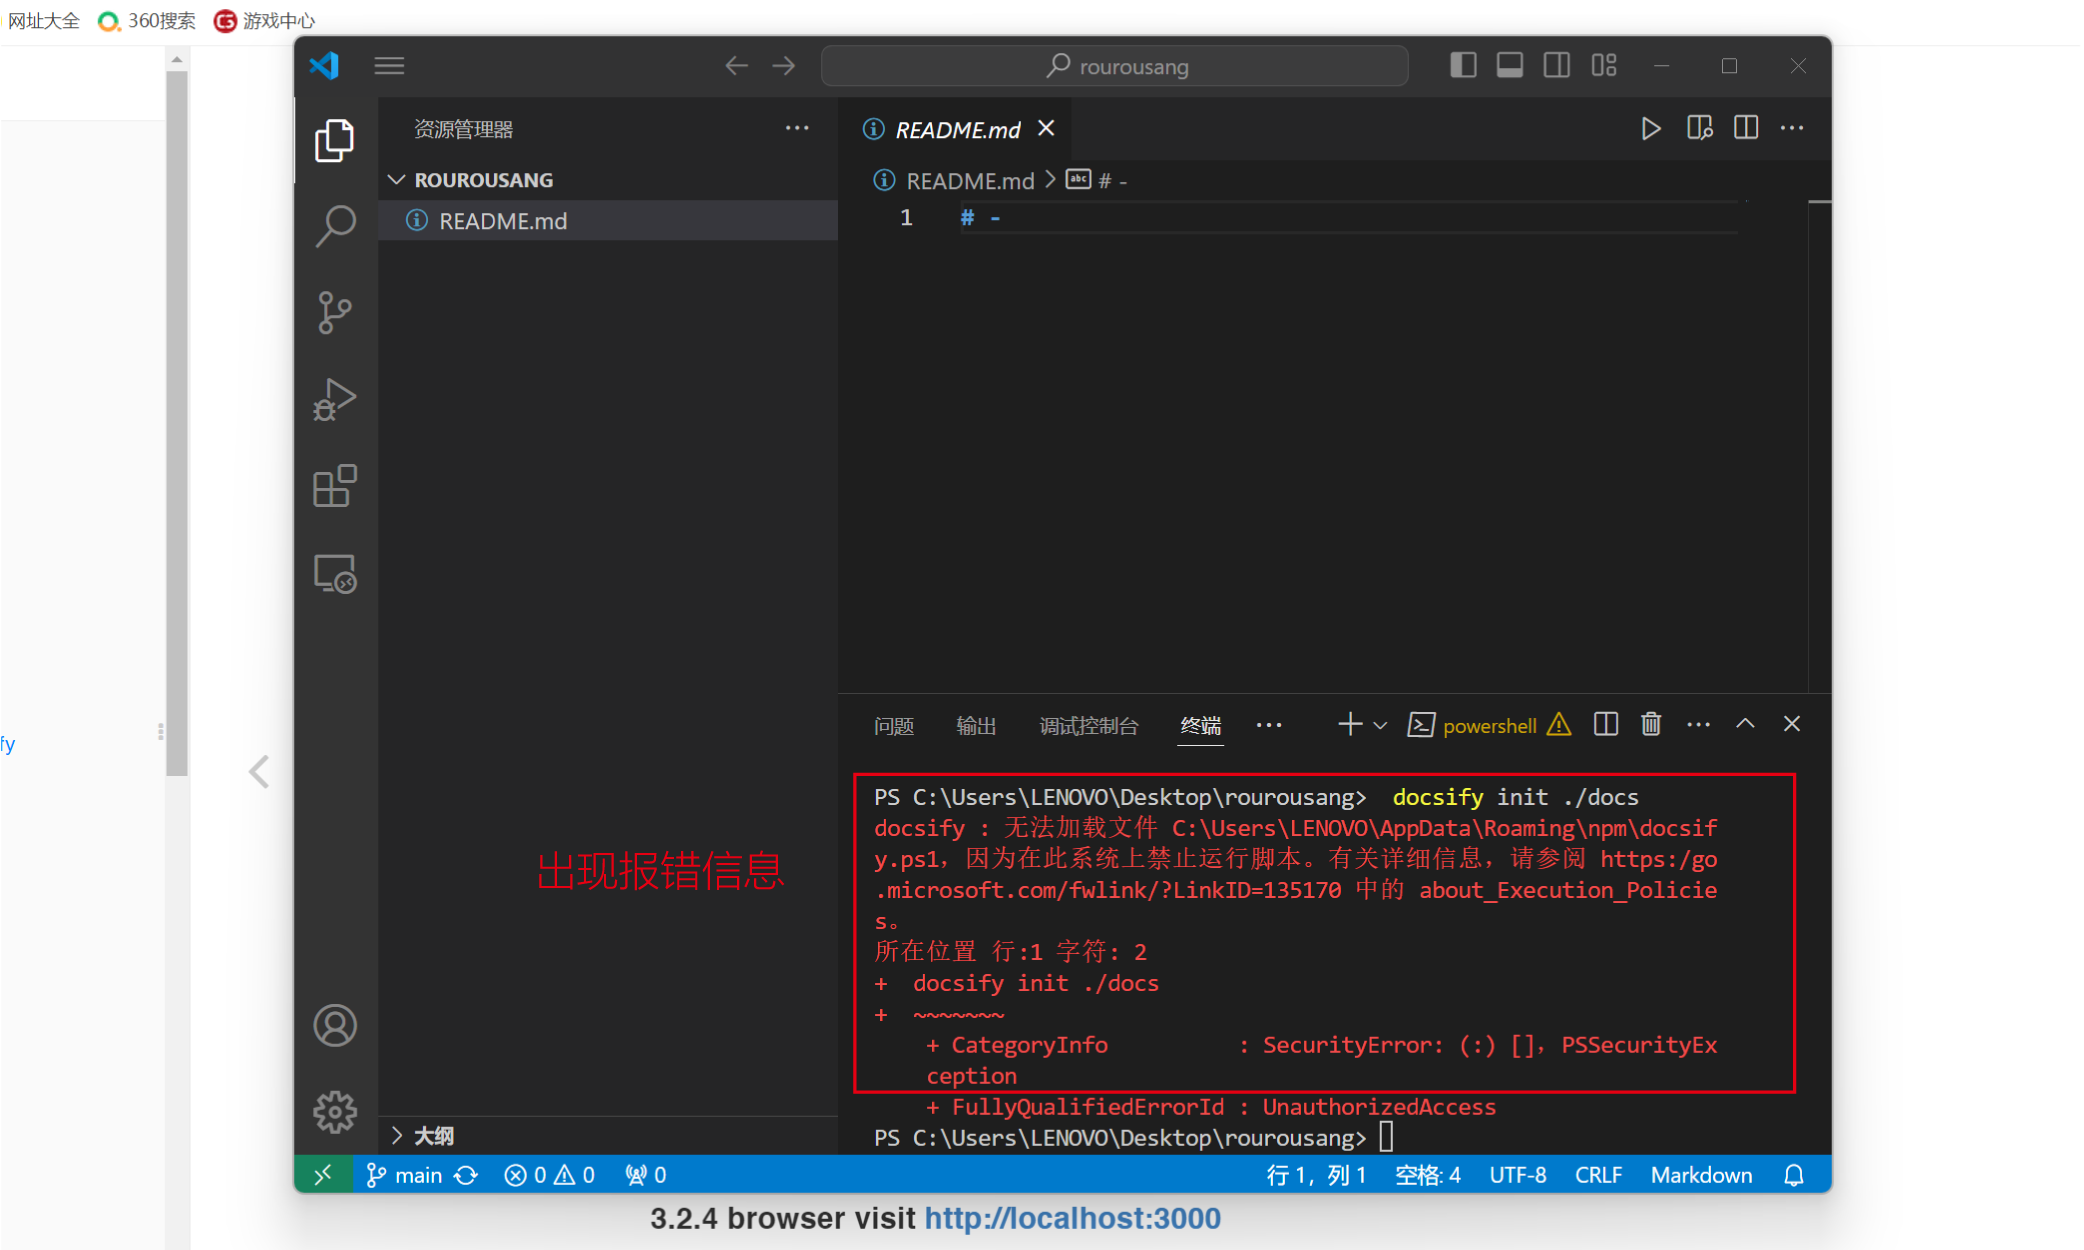 网址大全 360搜索 游戏中心
rourousang
资源管理器
README.md
ROUROUSANG
README.md
README.md > # -
1 # -
fy
问题 输出 调试控制台 终端 powershell
PS C:\Users\LENOVO\Desktop\rourousang>  docsify init ./docs
docsify : 无法加载文件 C:\Users\LENOVO\AppData\Roaming\npm\docsif
y.ps1，因为在此系统上禁止运行脚本。有关详细信息，请参阅 https:/go
.microsoft.com/fwlink/?LinkID=135170 中的 about_Execution_Policie
s。
所在位置 行:1 字符: 2
+  docsify init ./docs
+  ~~~~~~~
    + CategoryInfo          : SecurityError: (:) []，PSSecurityEx
    ception
    + FullyQualifiedErrorId : UnauthorizedAccess
PS C:\Users\LENOVO\Desktop\rourousang>
出现报错信息
大纲
main 0 0 0 行 1，列 1 空格: 4 UTF-8 CRLF Markdown
3.2.4 browser visit http://localhost:3000